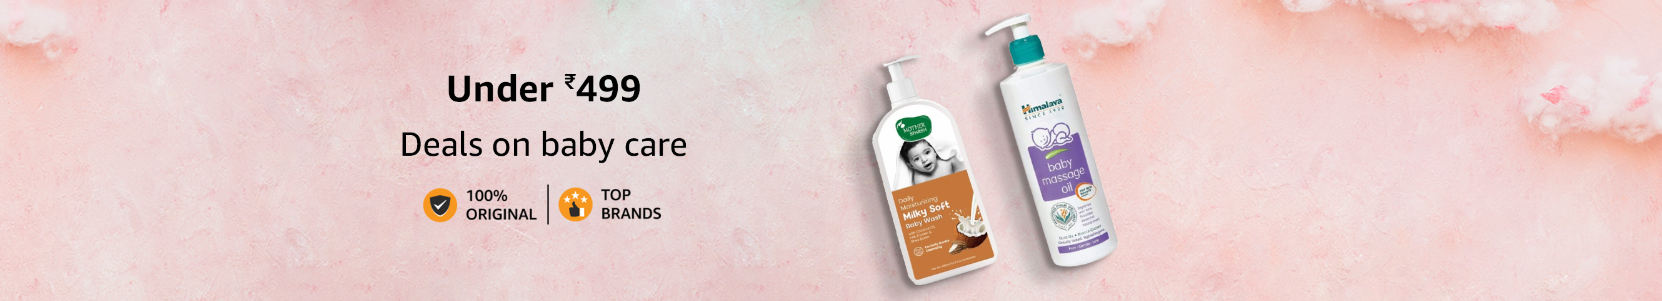 Under ₹499
Deals on baby care
100%
ORIGINAL
TOP
BRANDS
MOTHER
SPARSH
Daily
Moisturizing
Milky Soft
Baby Wash
Himalaya
SINCE 1930
baby
massage
oil